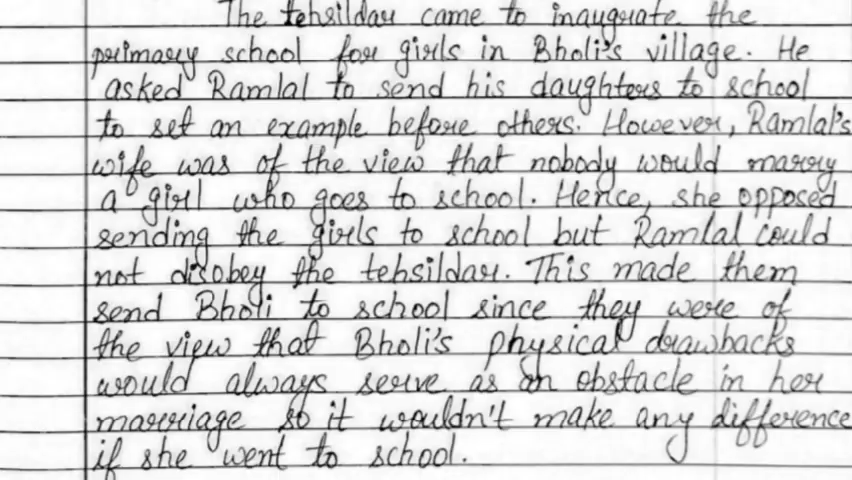 The tehsildar came to inaugrate the
primary school for girls in Bholi's village. He
asked Ramlal to send his daughters to school
to set an example before others. However, Ramlal's
wife was of the view that nobody would marry
a girl who goes to school. Hence, she opposed
sending the girls to school but Ramlal could
not disobey the tehsildar. This made them
send Bholi to school since they were of
the view that Bholi's physical drawbacks
would always serve as an obstacle in her
marriage so it wouldn't make any difference
if she went to school.